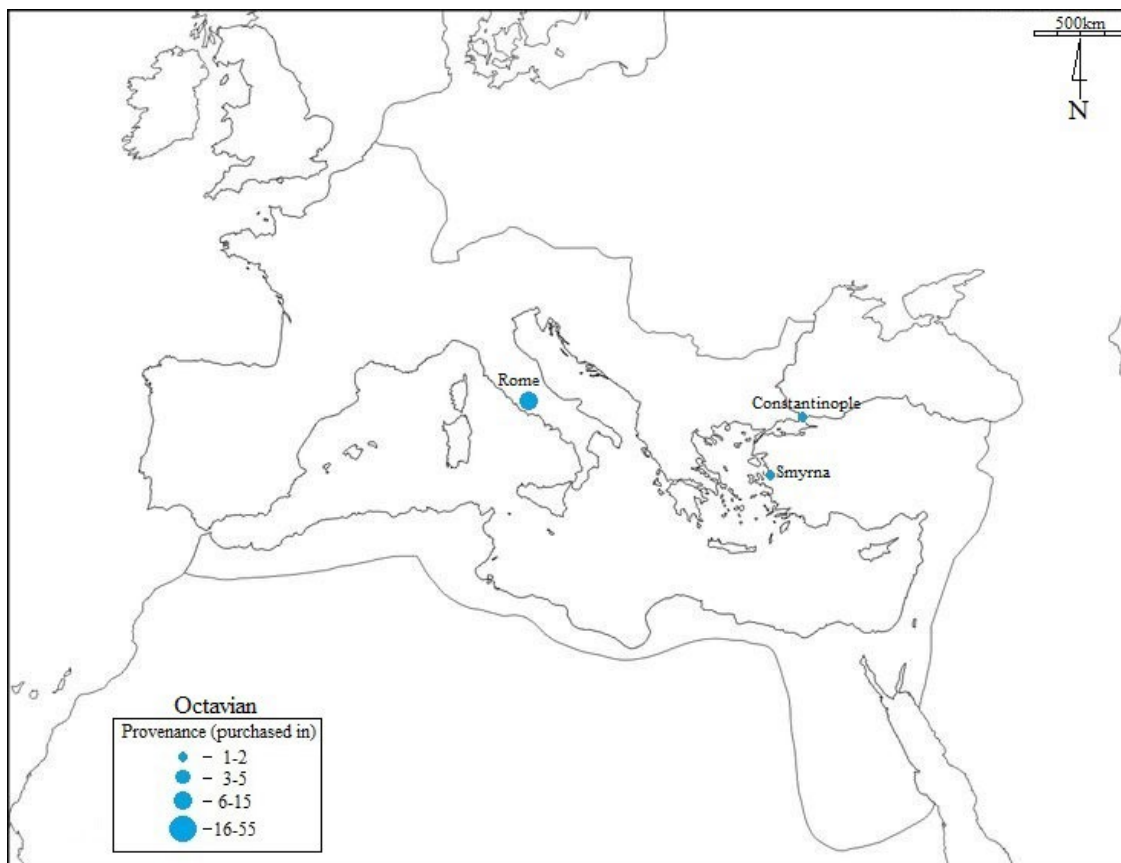 500km
N
Rome
Constantinople
Smyrna
Octavian
Provenance (purchased in)
– 1-2
– 3-5
– 6-15
–16-55